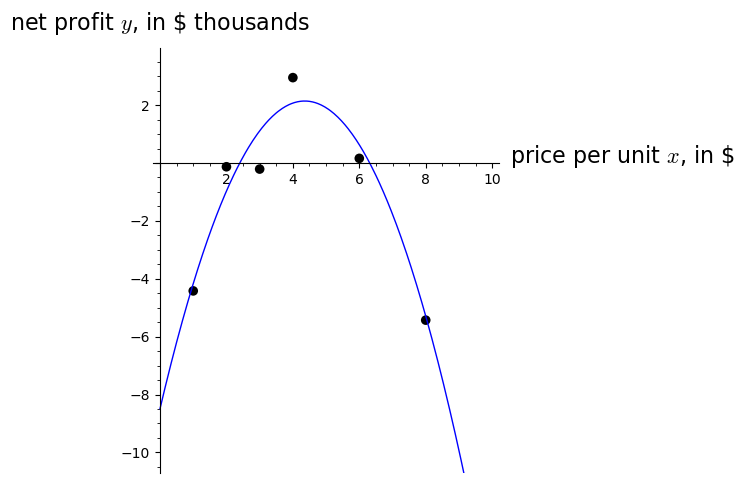 net profit y, in $ thousands
2
price per unit x, in $
2 4 6 8 10
−2
−4
−6
−8
−10